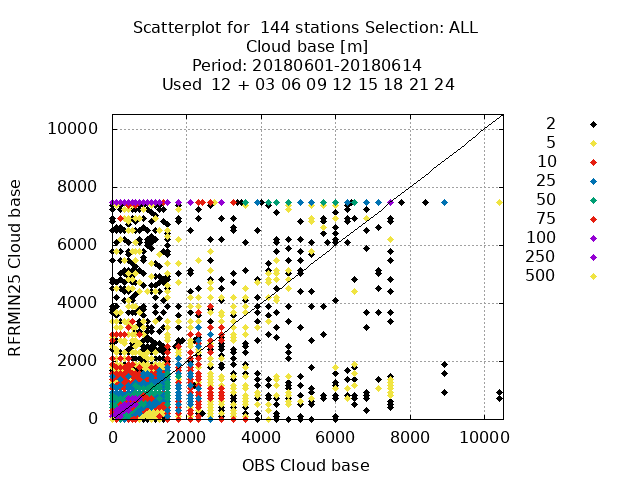 Scatterplot for  144 stations Selection: ALL
Cloud base [m]
Period: 20180601-20180614
Used  12 + 03 06 09 12 15 18 21 24
RFRMIN25 Cloud base
10000
8000
6000
4000
2000
0
0 2000 4000 6000 8000 10000
OBS Cloud base
2
5
10
25
50
75
100
250
500